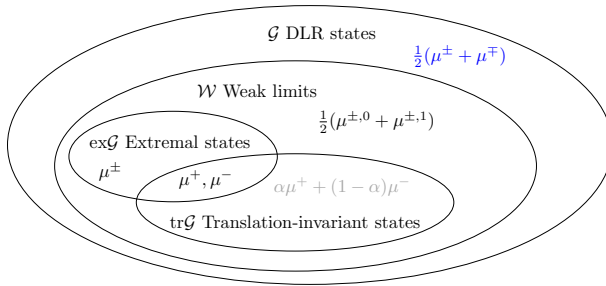 𝒢 DLR states
½(μ^± + μ^∓)
𝒲 Weak limits
½(μ^{±,0} + μ^{±,1})
ex𝒢 Extremal states
μ^±
μ^+, μ^−
αμ^+ + (1 − α)μ^−
tr𝒢 Translation-invariant states